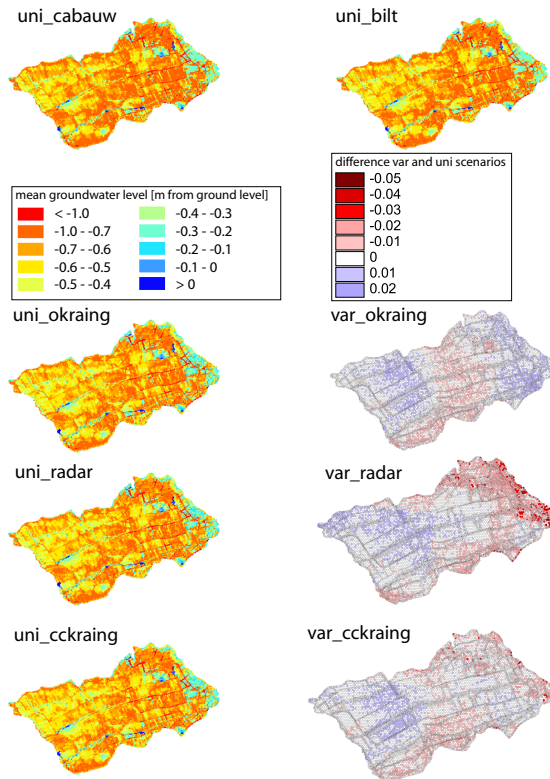 uni_cabauw
uni_bilt
mean groundwater level [m from ground level]
< -1.0
-1.0 - -0.7
-0.7 - -0.6
-0.6 - -0.5
-0.5 - -0.4
-0.4 - -0.3
-0.3 - -0.2
-0.2 - -0.1
-0.1 - 0
> 0
difference var and uni scenarios
-0.05
-0.04
-0.03
-0.02
-0.01
0
0.01
0.02
uni_okraing
var_okraing
uni_radar
var_radar
uni_cckraing
var_cckraing